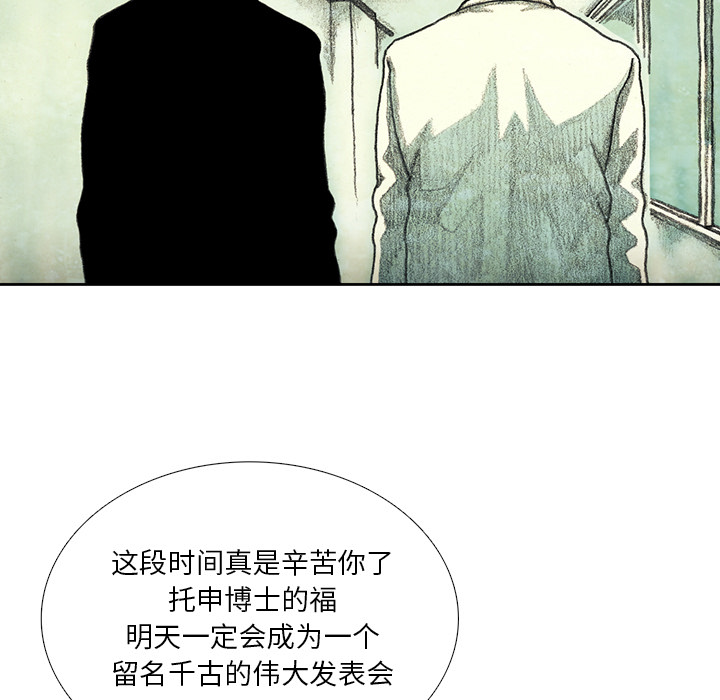 这段时间真是辛苦你了
托申博士的福
明天一定会成为一个
留名千古的伟大发表会